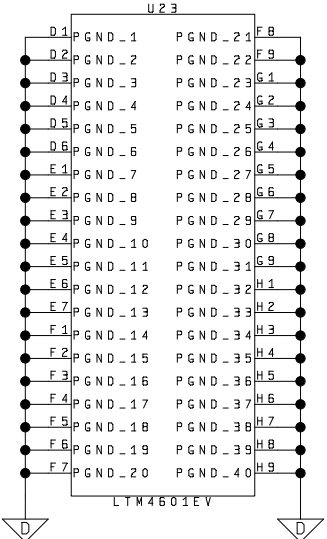 U23
D1 PGND_1 PGND_21 F8
D2 PGND_2 PGND_22 F9
D3 PGND_3 PGND_23 G1
D4 PGND_4 PGND_24 G2
D5 PGND_5 PGND_25 G3
D6 PGND_6 PGND_26 G4
E1 PGND_7 PGND_27 G5
E2 PGND_8 PGND_28 G6
E3 PGND_9 PGND_29 G7
E4 PGND_10 PGND_30 G8
E5 PGND_11 PGND_31 G9
E6 PGND_12 PGND_32 H1
E7 PGND_13 PGND_33 H2
F1 PGND_14 PGND_34 H3
F2 PGND_15 PGND_35 H4
F3 PGND_16 PGND_36 H5
F4 PGND_17 PGND_37 H6
F5 PGND_18 PGND_38 H7
F6 PGND_19 PGND_39 H8
F7 PGND_20 PGND_40 H9
LTM4601EV
D D